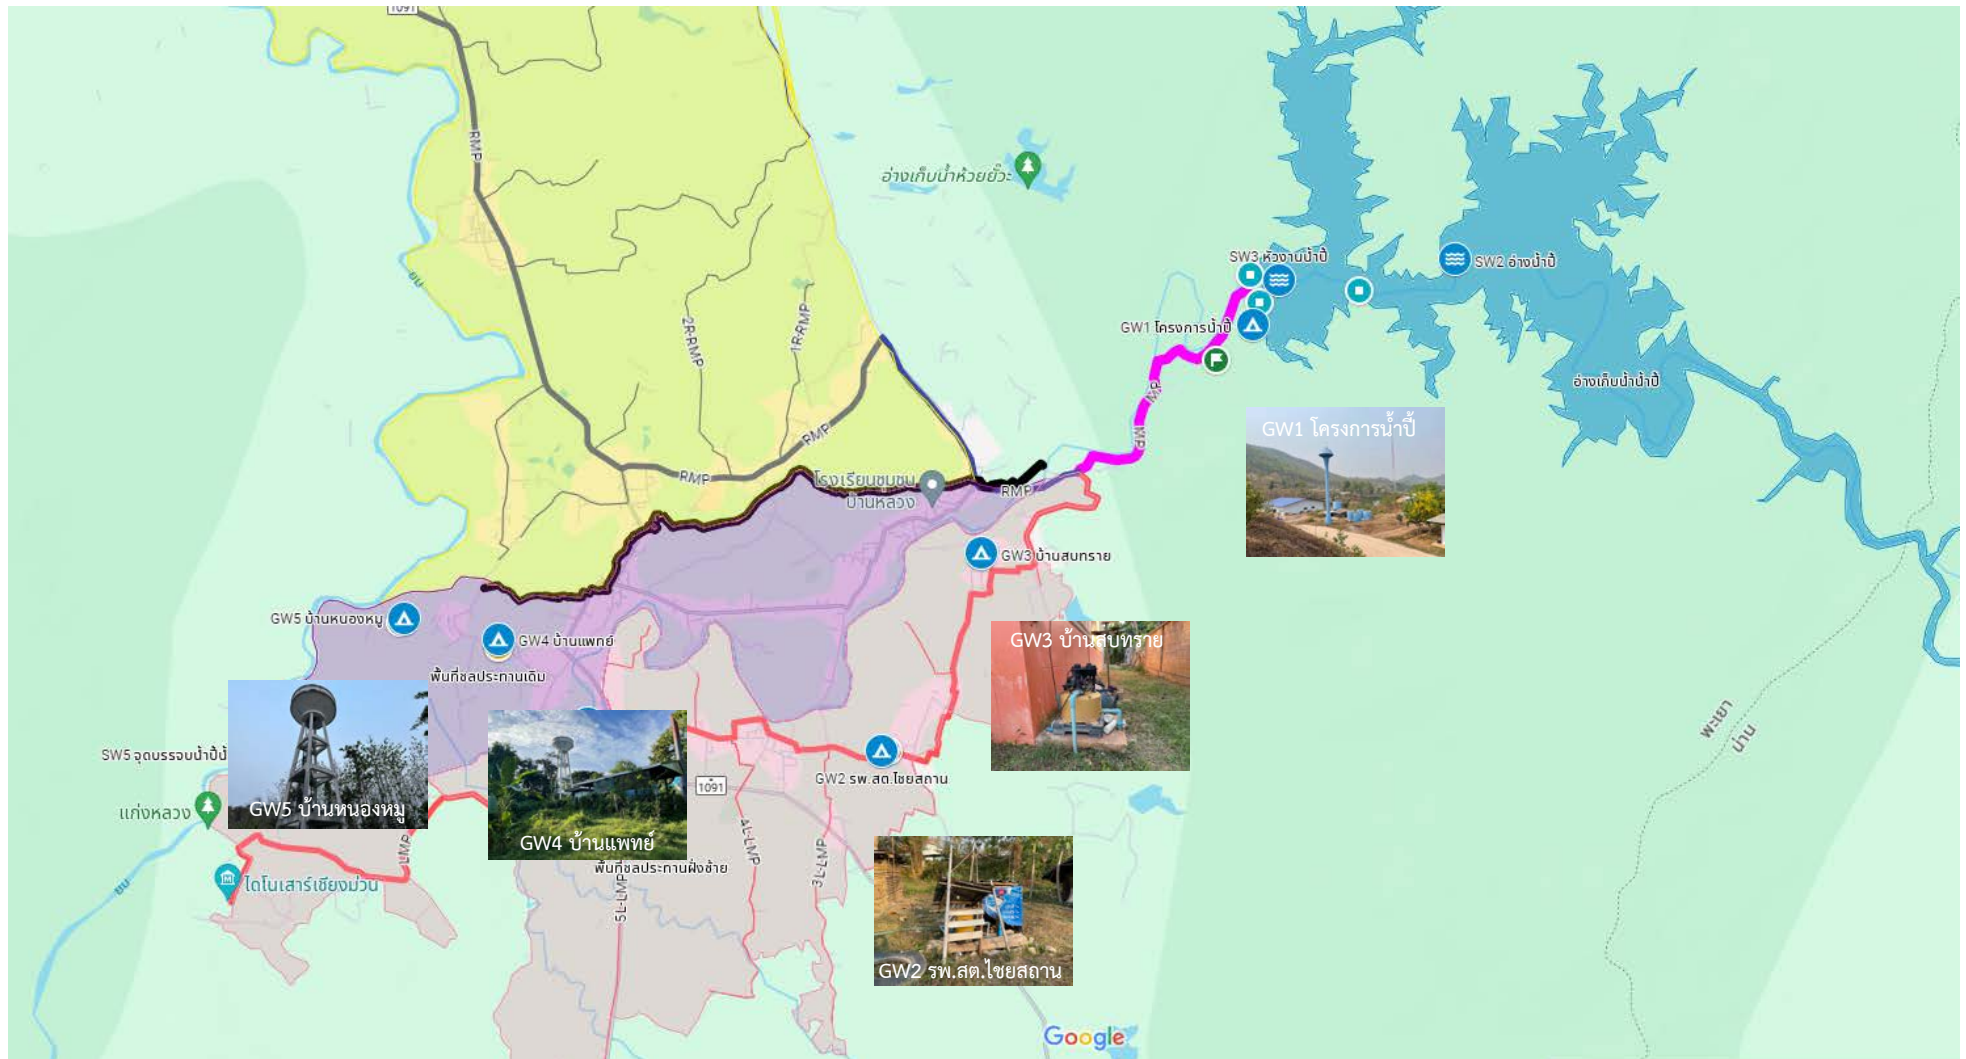 1091
RMP
อ่างเก็บน้ำห้วยยั๊วะ
SW3 หัวงานน้ำปี้
SW2 อ่างน้ำปี้
ยม
2R-RMP
1R-RMP
GW1 โครงการน้ำปี้
อ่างเก็บน้ำน้ำปี้
MP
MP
RMP
RMP
GW1 โครงการน้ำปี้
โรงเรียนชุมชน
บ้านหลวง
RMP
GW3 บ้านสบทราย
GW5 บ้านหนองหมู
GW4 บ้านแพทย์
GW3 บ้านสบทราย
พื้นที่ชลประทานเดิม
พะเยา
น่าน
SW5 จุดบรรจบน้ำปี้น้
GW2 รพ.สต.ไชยสถาน
1091
แก่งหลวง
GW5 บ้านหนองหมู
GW4 บ้านแพทย์
4L-LMP
LMP
3L-LMP
พื้นที่ชลประทานฝั่งซ้าย
ไดโนเสาร์เชียงม่วน
ยม
5L-LMP
GW2 รพ.สต.ไชยสถาน
Google